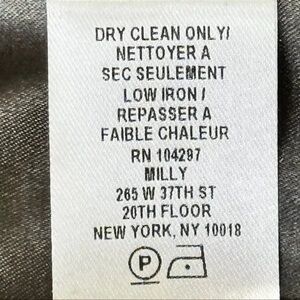 DRY CLEAN ONLY/
NETTOYER A
SEC SEULEMENT
LOW IRON /
REPASSER A
FAIBLE CHALEUR
RN 104297
MILLY
265 W 37TH ST
20TH FLOOR
NEW YORK, NY 10018
P